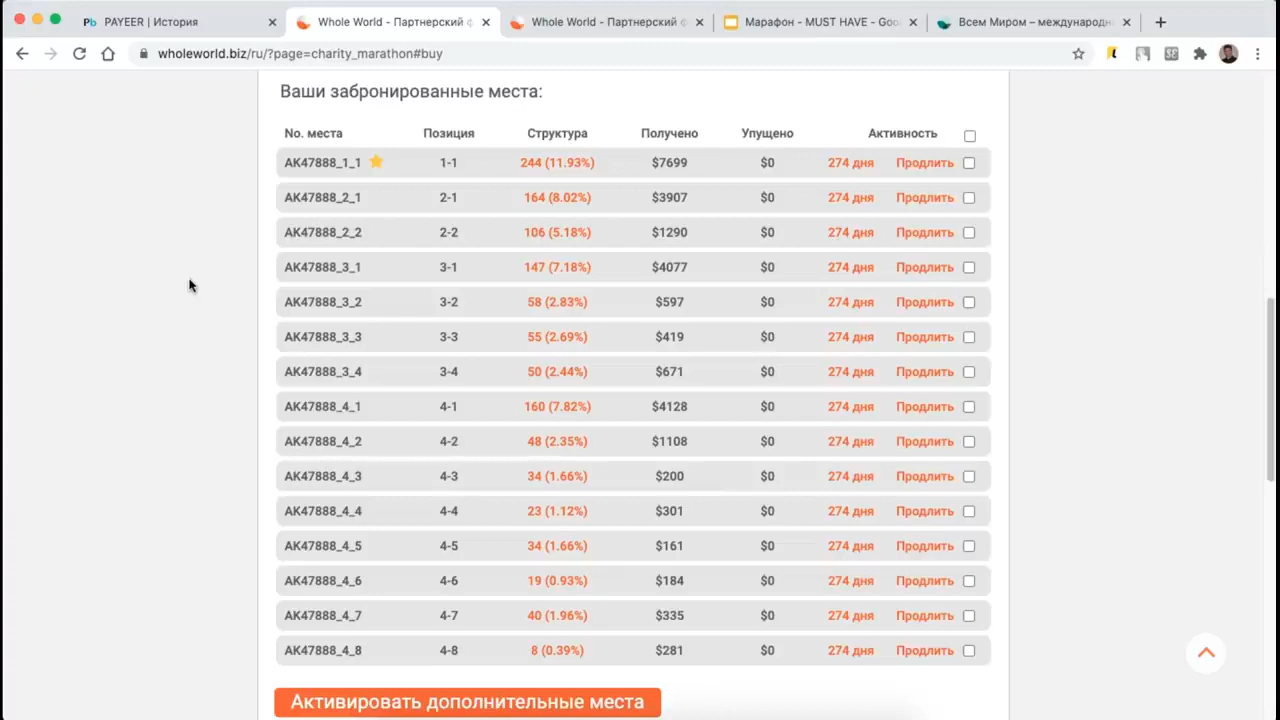 PAYEER | История
Whole World - Партнерский ф
Whole World - Партнерский ф
Марафон - MUST HAVE - Goo
Всем Миром – международн
wholeworld.biz/ru/?page=charity_marathon#buy
Ваши забронированные места:
No. места Позиция Структура Получено Упущено Активность
AK47888_1_1 1-1 244 (11.93%) $7699 $0 274 дня Продлить
AK47888_2_1 2-1 164 (8.02%) $3907 $0 274 дня Продлить
AK47888_2_2 2-2 106 (5.18%) $1290 $0 274 дня Продлить
AK47888_3_1 3-1 147 (7.18%) $4077 $0 274 дня Продлить
AK47888_3_2 3-2 58 (2.83%) $597 $0 274 дня Продлить
AK47888_3_3 3-3 55 (2.69%) $419 $0 274 дня Продлить
AK47888_3_4 3-4 50 (2.44%) $671 $0 274 дня Продлить
AK47888_4_1 4-1 160 (7.82%) $4128 $0 274 дня Продлить
AK47888_4_2 4-2 48 (2.35%) $1108 $0 274 дня Продлить
AK47888_4_3 4-3 34 (1.66%) $200 $0 274 дня Продлить
AK47888_4_4 4-4 23 (1.12%) $301 $0 274 дня Продлить
AK47888_4_5 4-5 34 (1.66%) $161 $0 274 дня Продлить
AK47888_4_6 4-6 19 (0.93%) $184 $0 274 дня Продлить
AK47888_4_7 4-7 40 (1.96%) $335 $0 274 дня Продлить
AK47888_4_8 4-8 8 (0.39%) $281 $0 274 дня Продлить
Активировать дополнительные места